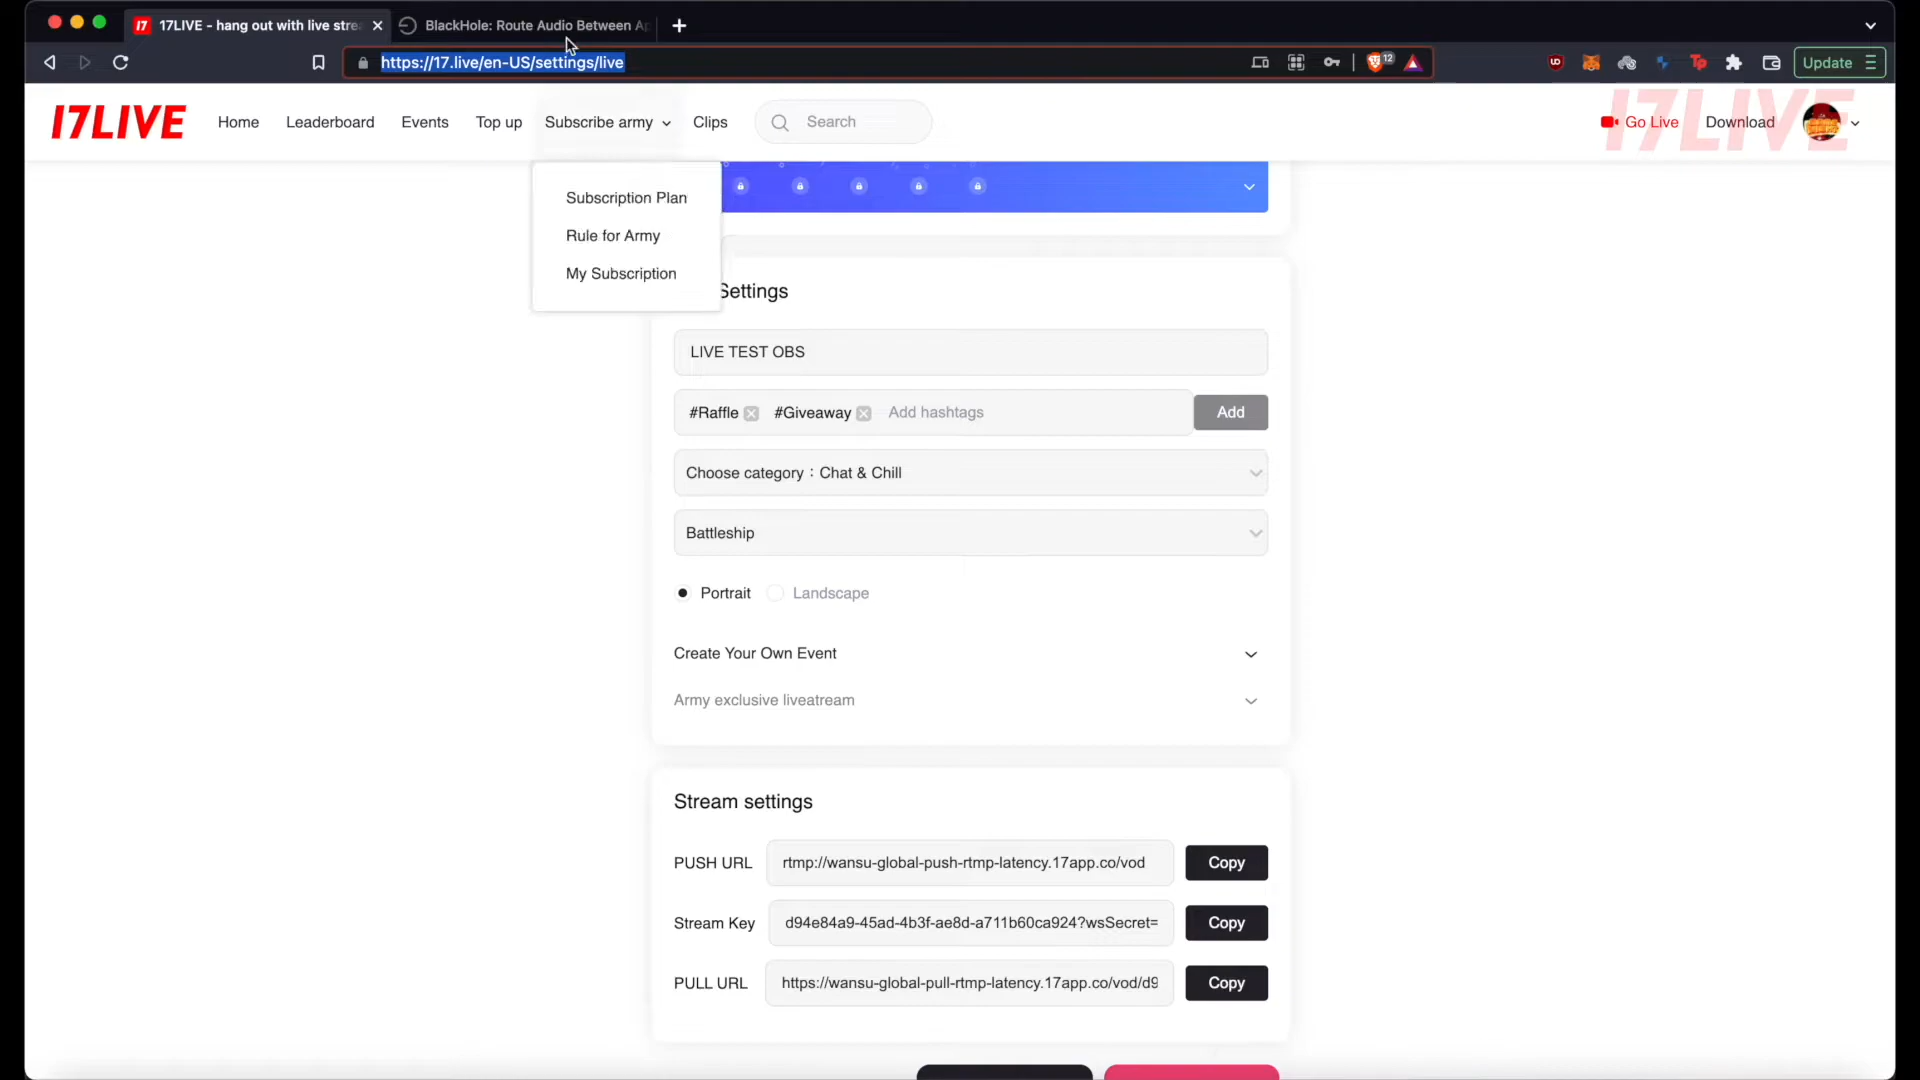 17LIVE - hang out with live stre
BlackHole: Route Audio Between Ap
https://17.live/en-US/settings/live
12
Update
17LIVE
Home
Leaderboard
Events
Top up
Subscribe army
Clips
Search
17LIVE
Go Live
Download
Subscription Plan
Rule for Army
My Subscription
Settings
LIVE TEST OBS
#Raffle
#Giveaway
Add hashtags
Add
Choose category：Chat & Chill
Battleship
Portrait
Landscape
Create Your Own Event
Army exclusive liveatream
Stream settings
PUSH URL
rtmp://wansu-global-push-rtmp-latency.17app.co/vod
Copy
Stream Key
d94e84a9-45ad-4b3f-ae8d-a711b60ca924?wsSecret=
Copy
PULL URL
https://wansu-global-pull-rtmp-latency.17app.co/vod/d9
Copy